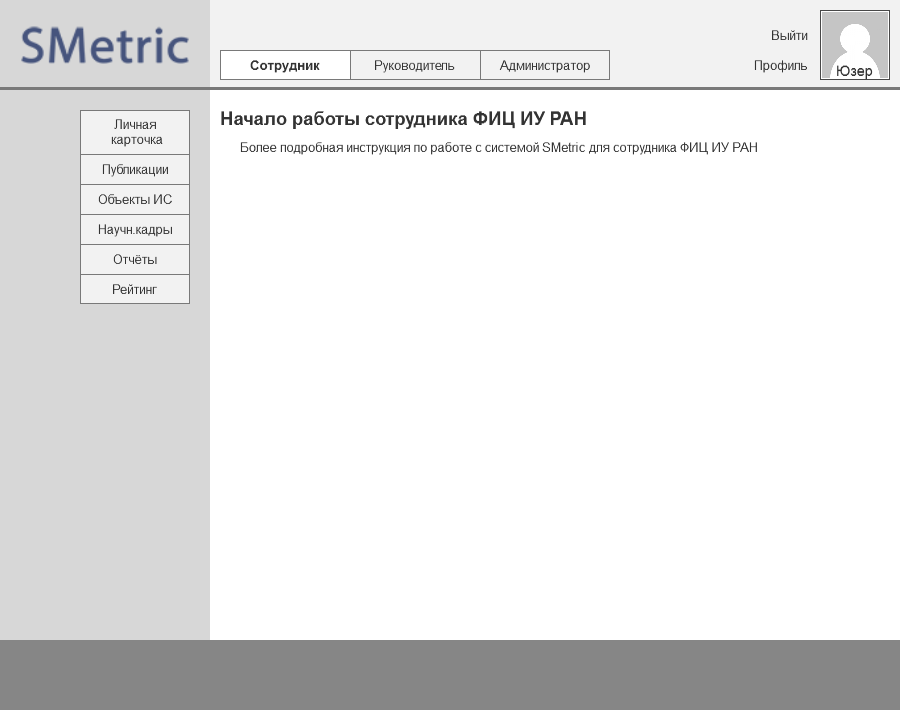 SMetric
Выйти
Сотрудник Руководитель Администратор Профиль
Юзер
Личная
карточка
Публикации
Объекты ИС
Научн.кадры
Отчёты
Рейтинг
Начало работы сотрудника ФИЦ ИУ РАН
Более подробная инструкция по работе с системой SMetric для сотрудника ФИЦ ИУ РАН